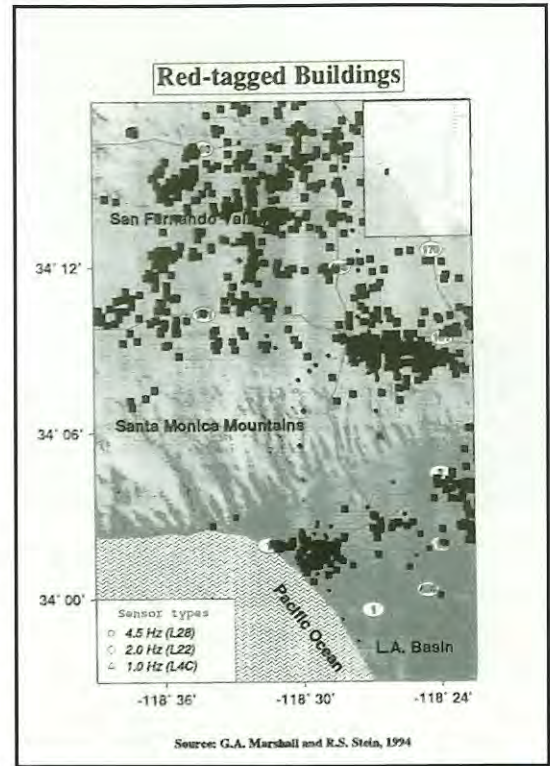 Red-tagged Buildings
170
San Fernando
34° 12'
Santa Monica Mountains
34° 06'
34° 00'
1
Pacific Ocean
L.A. Basin
Sensor types
4.5 Hz (L28)
2.0 Hz (L22)
1.0 Hz (L4C)
-118° 36'
-118° 30'
-118° 24'
Source: G.A. Marshall and R.S. Stein, 1994